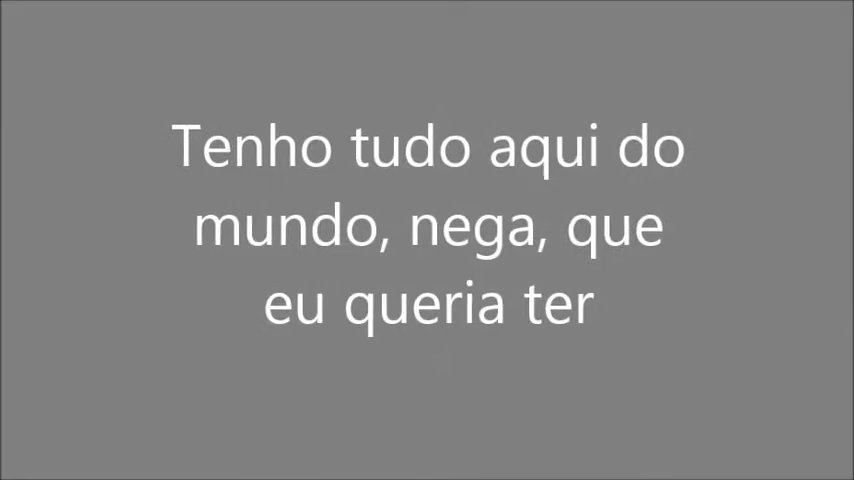 Tenho tudo aqui do
mundo, nega, que
eu queria ter